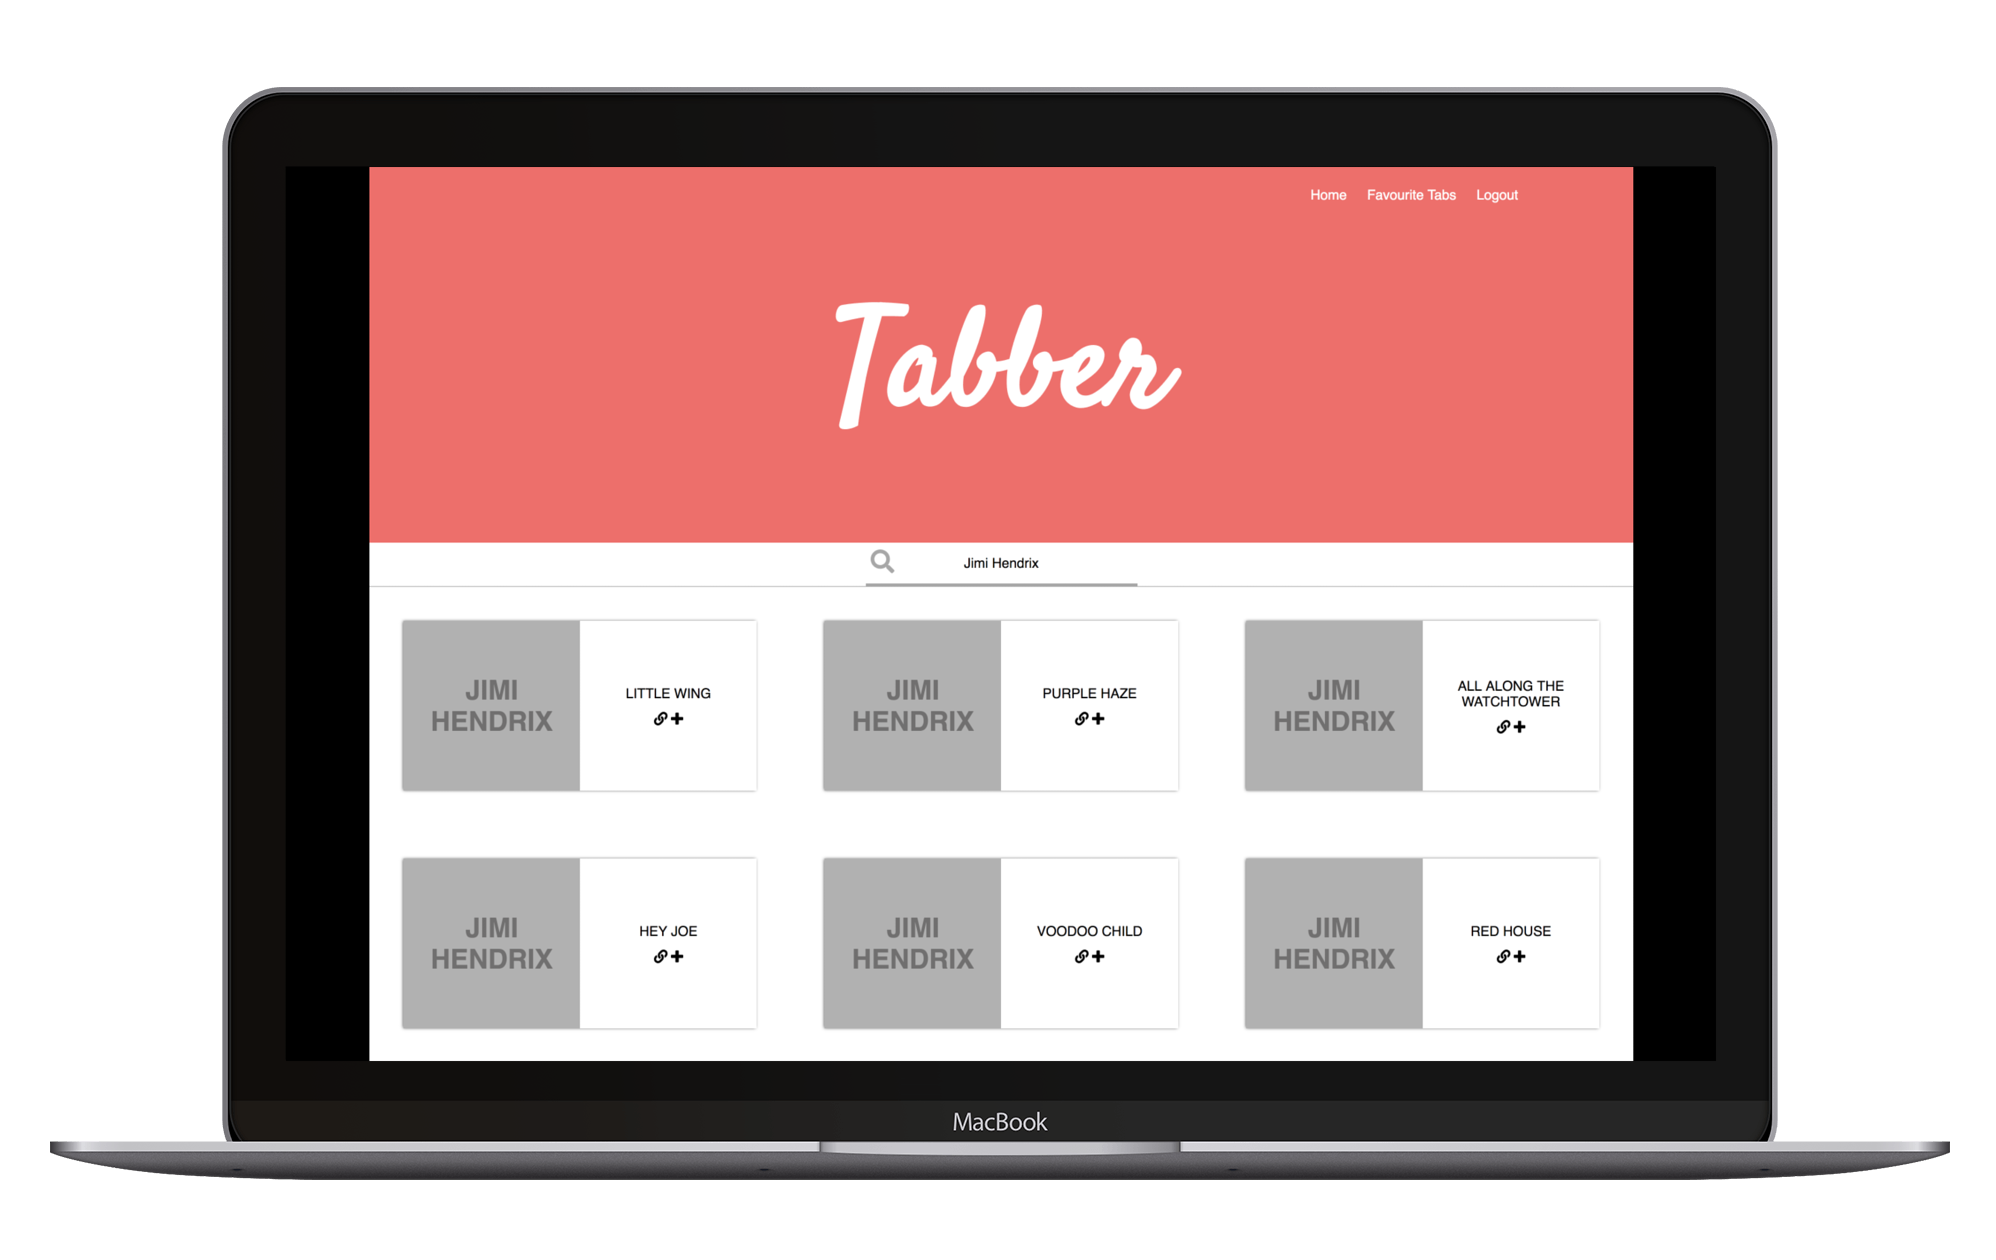 Home Favourite Tabs Logout
Tabber
Jimi Hendrix
JIMI
HENDRIX
LITTLE WING
JIMI
HENDRIX
PURPLE HAZE
JIMI
HENDRIX
ALL ALONG THE
WATCHTOWER
JIMI
HENDRIX
HEY JOE
JIMI
HENDRIX
VOODOO CHILD
JIMI
HENDRIX
RED HOUSE
MacBook